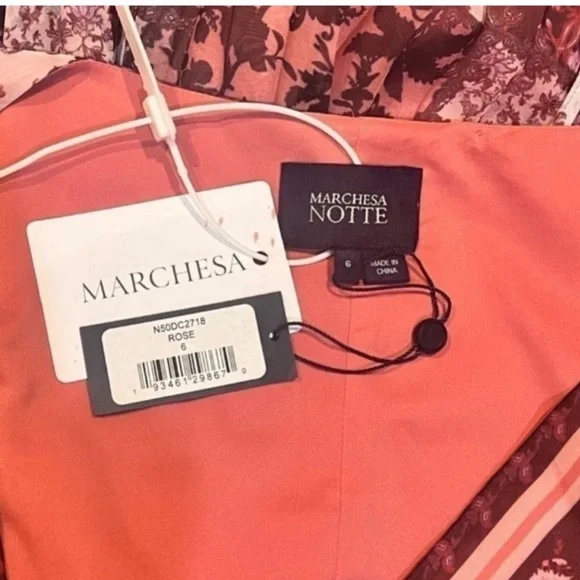 MARCHESA
NOTTE
6
MADE IN
CHINA
MARCHESA
N50DC2718
ROSE
6
1 93461 29867 0